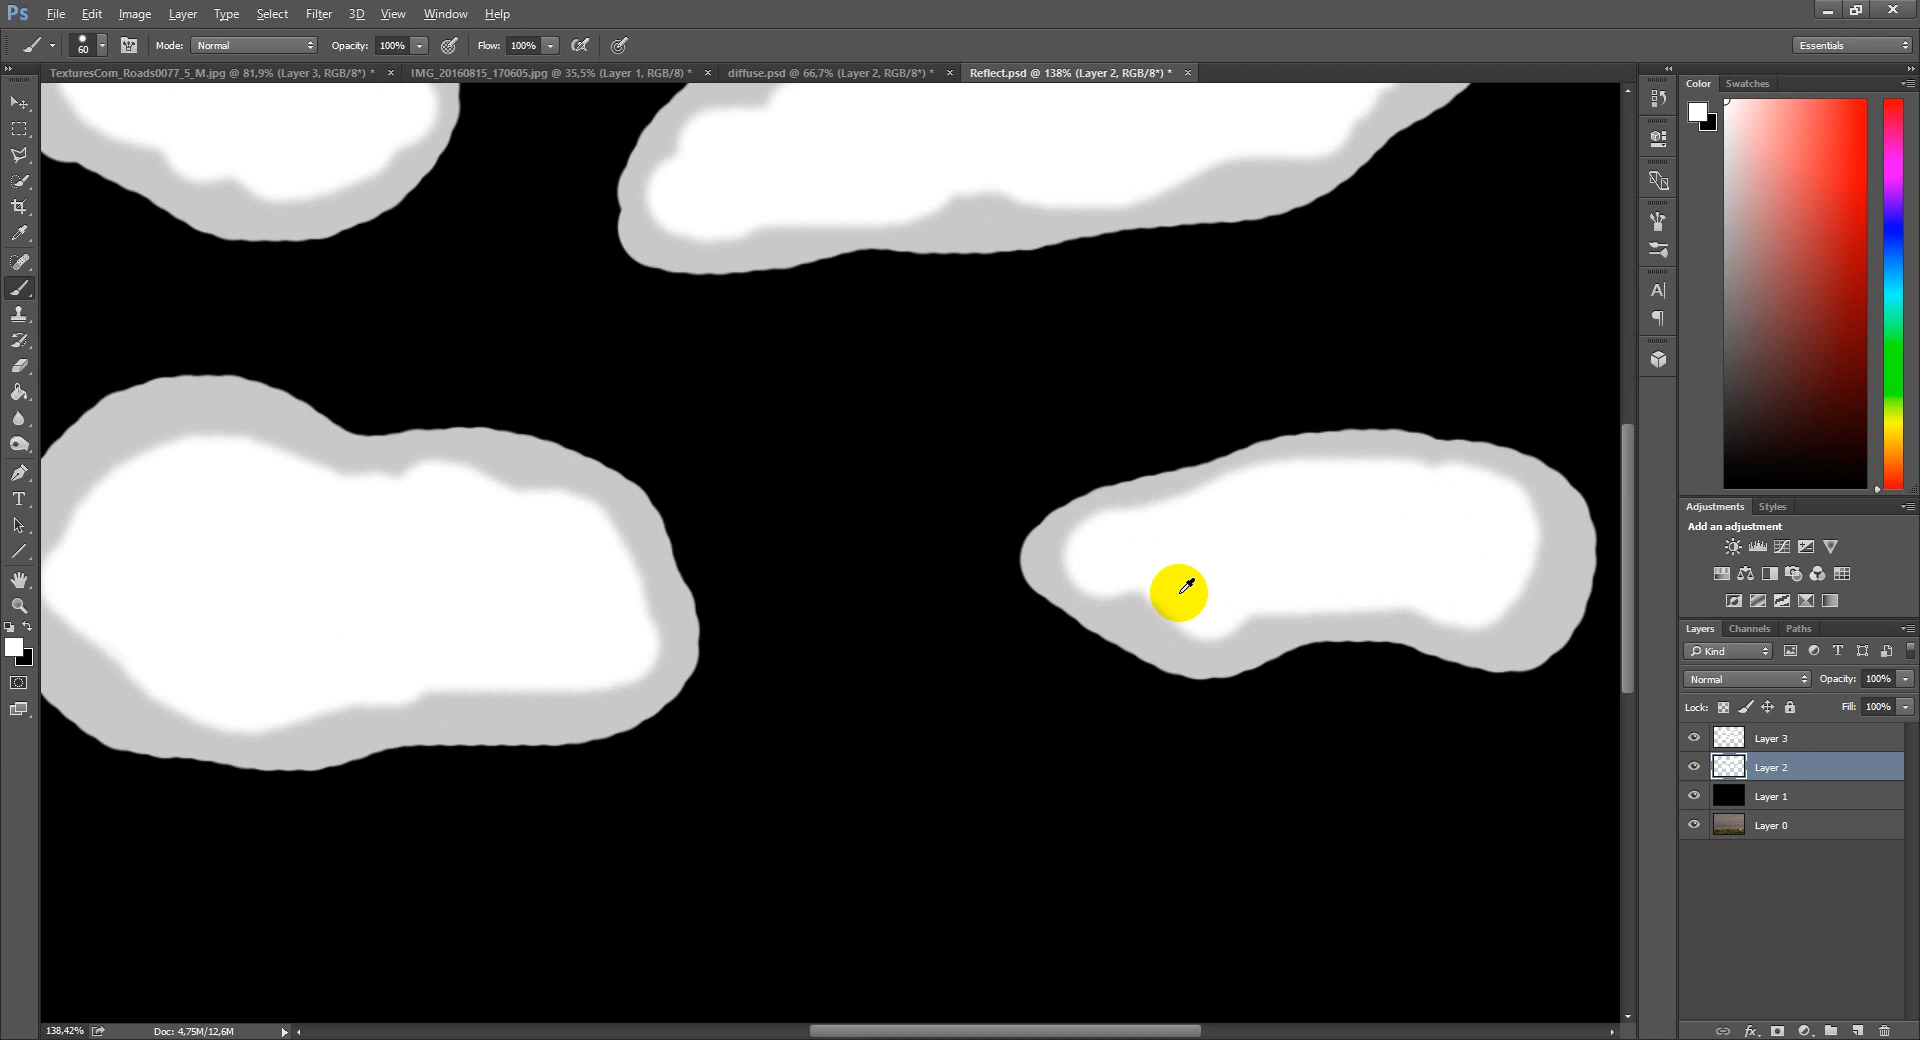 Ps File Edit Image Layer Type Select Filter 3D View Window Help
60 Mode: Normal Opacity: 100% Flow: 100% Essentials
TexturesCom_Roads0077_5_M.jpg @ 81,9% (Layer 3, RGB/8*) * × IMG_20160815_170605.jpg @ 35,5% (Layer 1, RGB/8) * × diffuse.psd @ 66,7% (Layer 2, RGB/8*) * × Reflect.psd @ 138% (Layer 2, RGB/8*) * ×
Color Swatches
Adjustments Styles
Add an adjustment
Layers Channels Paths
Kind
Normal Opacity: 100%
Lock: Fill: 100%
Layer 3
Layer 2
Layer 1
Layer 0
138,42% Doc: 4,75M/12,6M